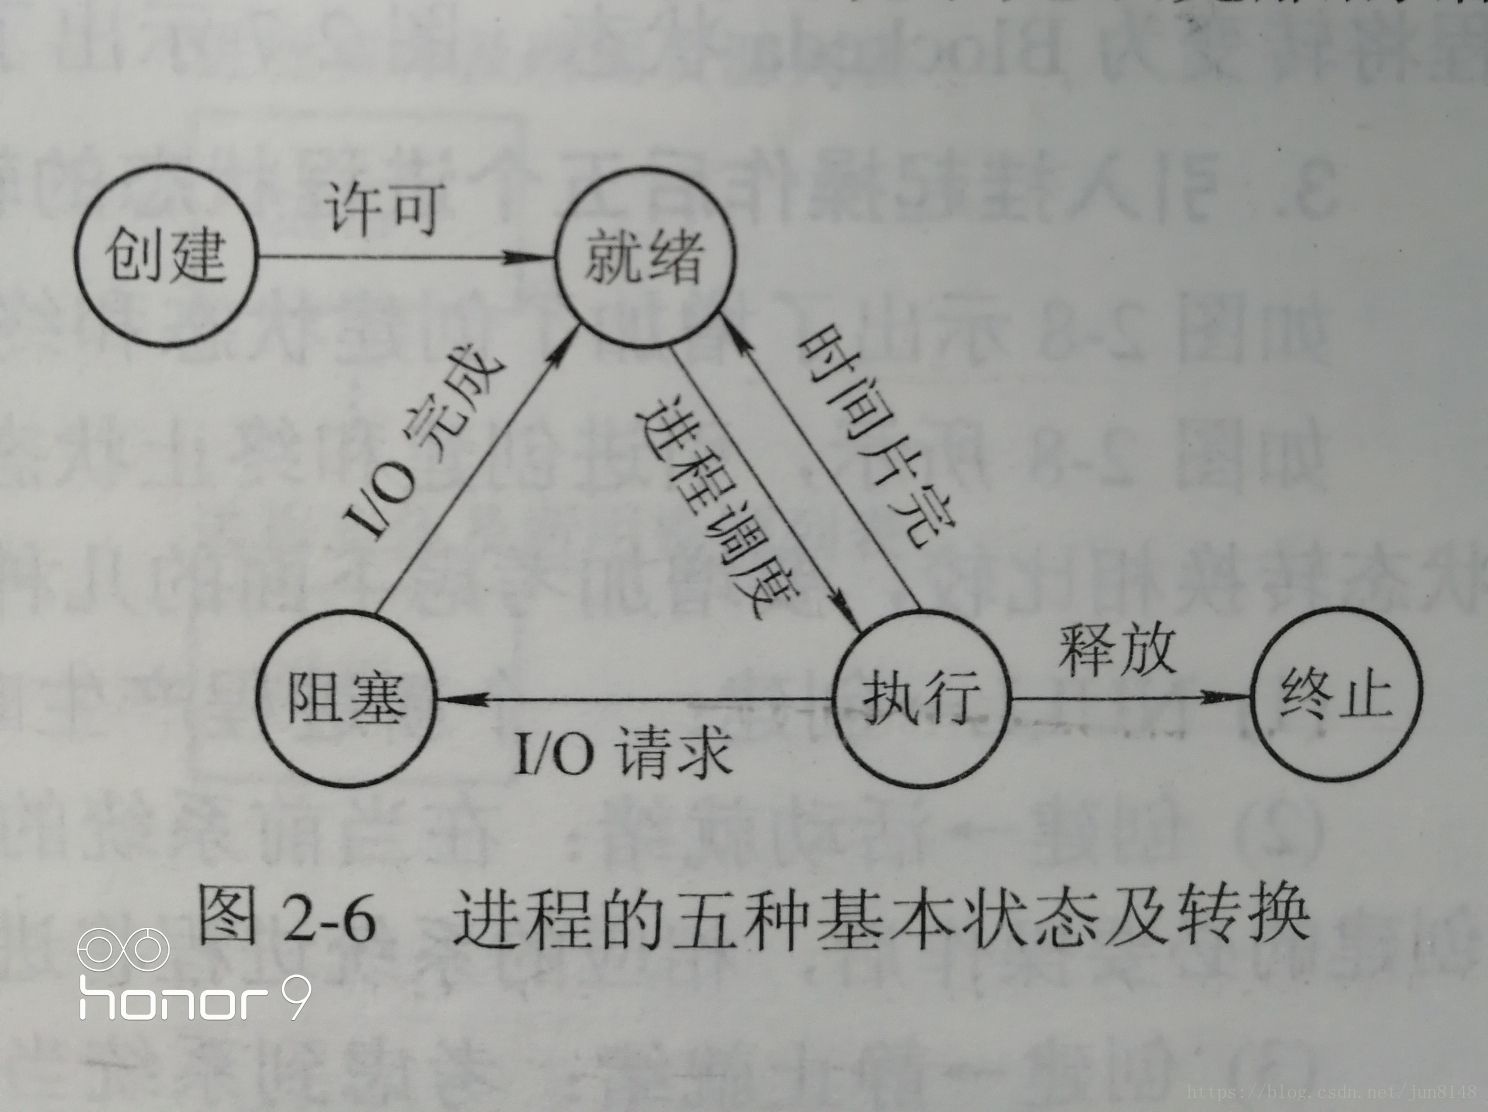 创建
许可
就绪
I/O 完成
进程调度
时间片完
阻塞
I/O 请求
执行
释放
终止
图 2-6 进程的五种基本状态及转换
honor 9
https://blog.csdn.net/jun8148